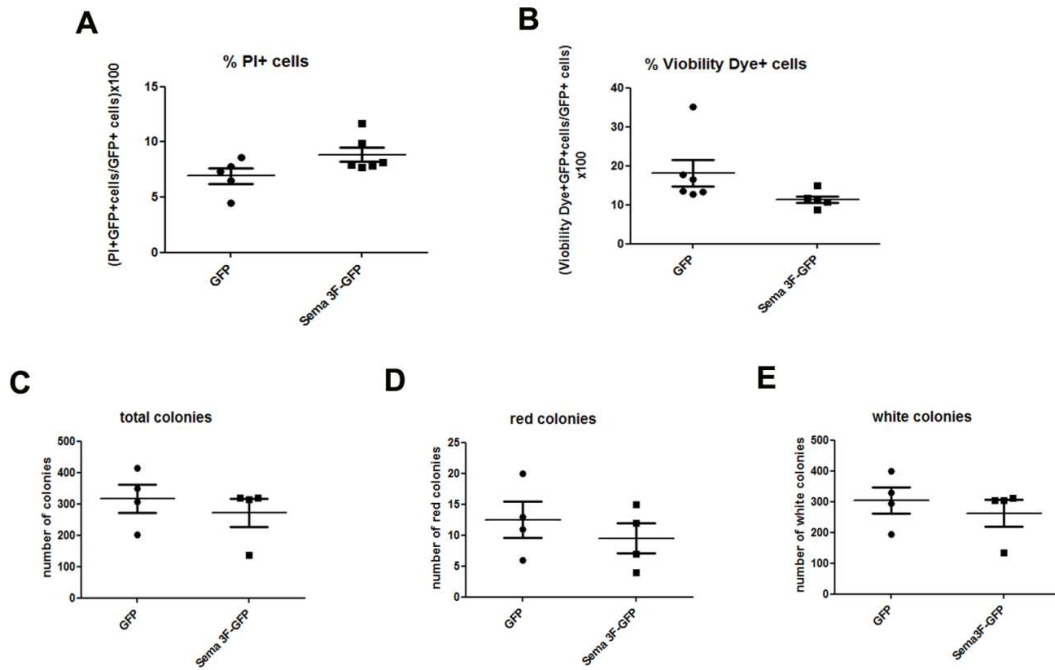 A
% PI+ cells
(PI+GFP+cells/GFP+ cells)x100
15
10
5
0
GFP
Sema 3F-GFP
B
% Viobility Dye+ cells
(Viobility Dye+GFP+cells/GFP+ cells)
x100
40
30
20
10
0
GFP
Sema 3F-GFP
C
total colonies
number of colonies
500
400
300
200
100
0
GFP
Sema 3F-GFP
D
red colonies
number of red colonies
25
20
15
10
5
0
GFP
Sema 3F-GFP
E
white colonies
number of white colonies
500
400
300
200
100
0
GFP
Sema3F-GFP